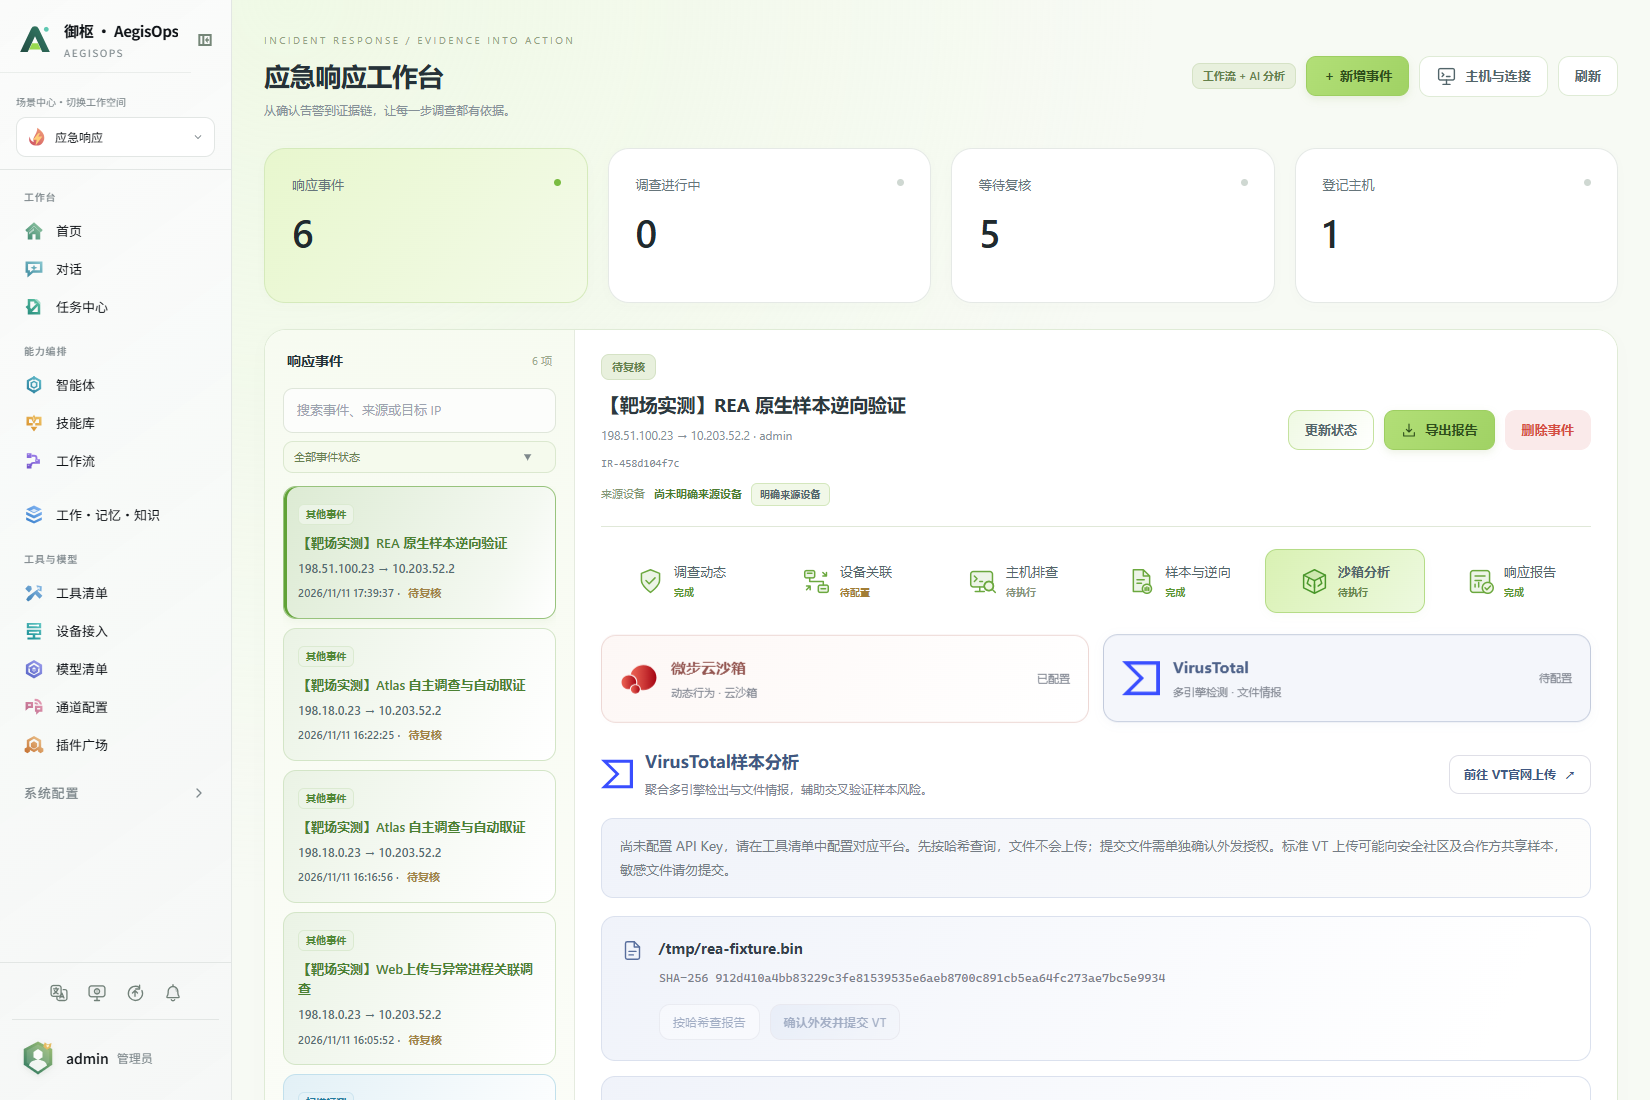 御枢 · AegisOps
AEGISOPS
场景中心 · 切换工作空间
应急响应
工作台
首页
对话
任务中心
能力编排
智能体
技能库
工作流
工作 · 记忆 · 知识
工具与模型
工具清单
设备接入
模型清单
通道配置
插件广场
系统配置
admin 管理员
INCIDENT RESPONSE / EVIDENCE INTO ACTION
应急响应工作台
从确认告警到证据链，让每一步调查都有依据。
工作流 + AI 分析
+ 新增事件
主机与连接
刷新
响应事件
6
调查进行中
0
等待复核
5
登记主机
1
响应事件
6 项
搜索事件、来源或目标 IP
全部事件状态
其他事件
【靶场实测】REA 原生样本逆向验证
198.51.100.23 → 10.203.52.2
2026/11/11 17:39:37 · 待复核
其他事件
【靶场实测】Atlas 自主调查与自动取证
198.18.0.23 → 10.203.52.2
2026/11/11 16:22:25 · 待复核
其他事件
【靶场实测】Atlas 自主调查与自动取证
198.18.0.23 → 10.203.52.2
2026/11/11 16:16:56 · 待复核
其他事件
【靶场实测】Web上传与异常进程关联调
查
198.18.0.23 → 10.203.52.2
2026/11/11 16:05:52 · 待复核
待复核
【靶场实测】REA 原生样本逆向验证
198.51.100.23 → 10.203.52.2 · admin
IR-458d104f7c
来源设备 尚未明确来源设备 明确来源设备
更新状态
导出报告
删除事件
调查动态
完成
设备关联
待配置
主机排查
待执行
样本与逆向
完成
沙箱分析
待执行
响应报告
完成
微步云沙箱
动态行为 · 云沙箱
已配置
VirusTotal
多引擎检测 · 文件情报
待配置
VirusTotal样本分析
聚合多引擎检出与文件情报，辅助交叉验证样本风险。
前往 VT官网上传 ↗
尚未配置 API Key，请在工具清单中配置对应平台。先按哈希查询，文件不会上传；提交文件需单独确认外发授权。标准 VT 上传可能向安全社区及合作方共享样本，
敏感文件请勿提交。
/tmp/rea-fixture.bin
SHA-256 912d410a4bb83229c3fe81539535e6aeb8700c891cb5ea64fc273ae7bc5e9934
按哈希查报告
确认外发并提交 VT